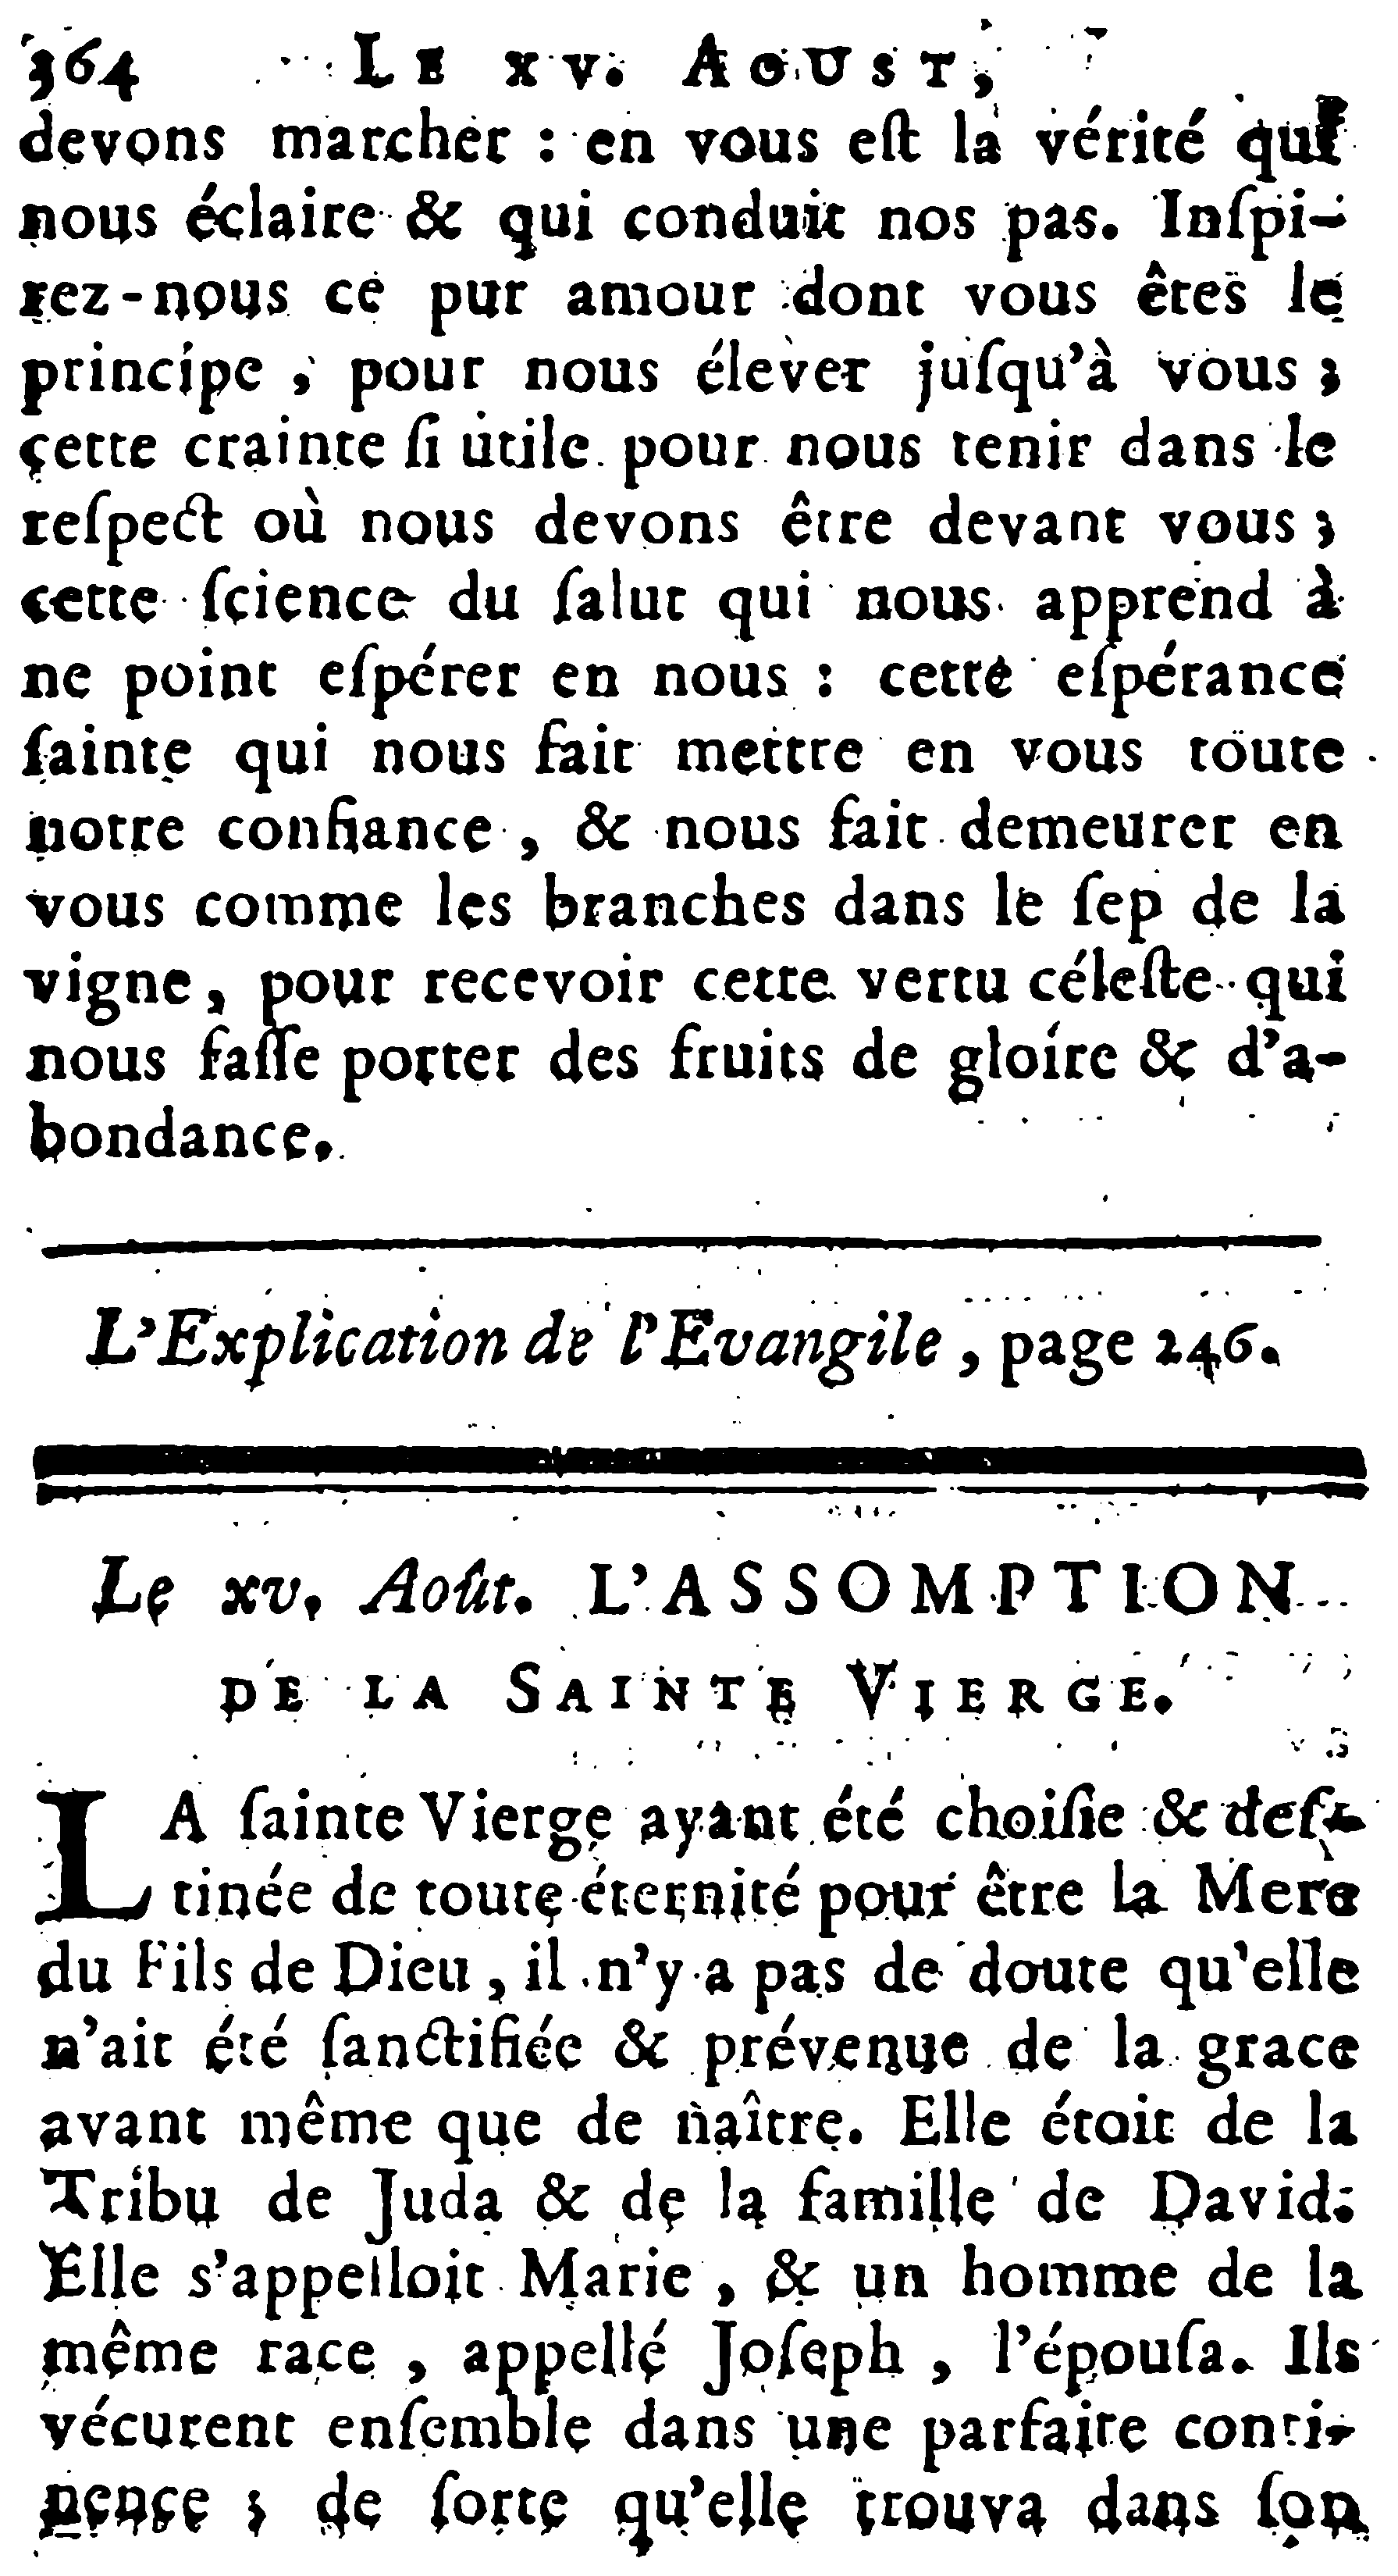 364 LE XV. AOUST,
devons marcher : en vous eſt la vérité qui
nous éclaire & qui conduit nos pas. Inſpi-
rez-nous ce pur amour dont vous êtes le
principe, pour nous élever juſqu'à vous ;
cette crainte ſi utile pour nous tenir dans le
reſpect où nous devons être devant vous ;
cette ſcience du ſalut qui nous apprend à
ne point eſpérer en nous : cette eſpérance
ſainte qui nous fait mettre en vous toute
notre confiance, & nous fait demeurer en
vous comme les branches dans le ſep de la
vigne, pour recevoir cette vertu céleſte qui
nous faſſe porter des fruits de gloire & d'a-
bondance.
L'Explication de l'Evangile, page 246.
Le xv. Août. L'ASSOMPTION
DE LA SAINTE VIERGE.
LA ſainte Vierge ayant été choiſie & deſ-
tinée de toute éternité pour être la Mere
du Fils de Dieu, il n'y a pas de doute qu'elle
n'ait été ſanctifiée & prévenue de la grace
avant même que de naître. Elle étoit de la
Tribu de Juda & de la famille de David.
Elle s'appelloit Marie, & un homme de la
même race, appellé Joſeph, l'épouſa. Ils
vécurent enſemble dans une parfaite conti-
nence ; de ſorte qu'elle trouva dans ſon